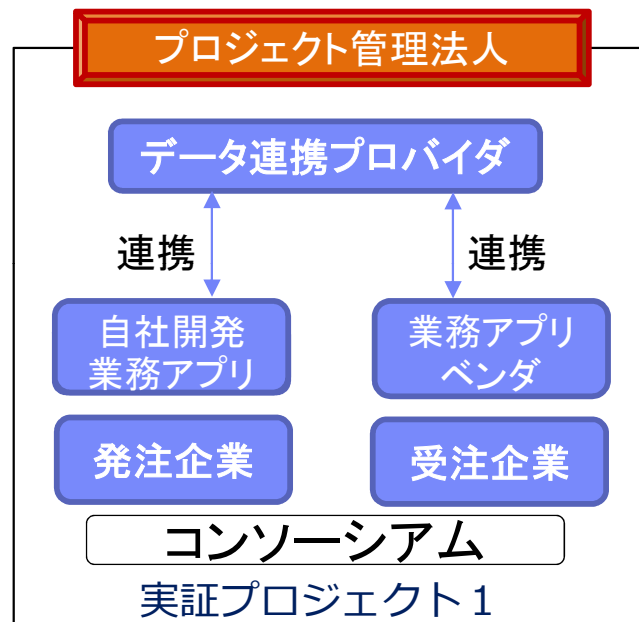 プロジェクト管理法人
データ連携プロバイダ
連携 連携
自社開発
業務アプリ
業務アプリ
ベンダ
発注企業 受注企業
コンソーシアム
実証プロジェクト1